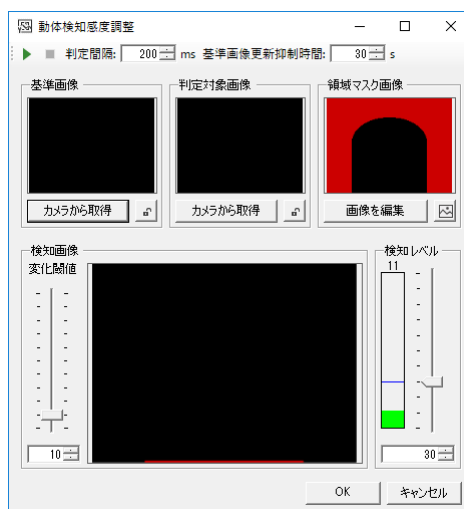 動体検知感度調整
判定間隔: 200 ms 基準画像更新抑制時間: 30 s
基準画像 判定対象画像 領域マスク画像
カメラから取得 カメラから取得 画像を編集
検知画像 検知レベル
変化閾値 11
10 30
OK キャンセル